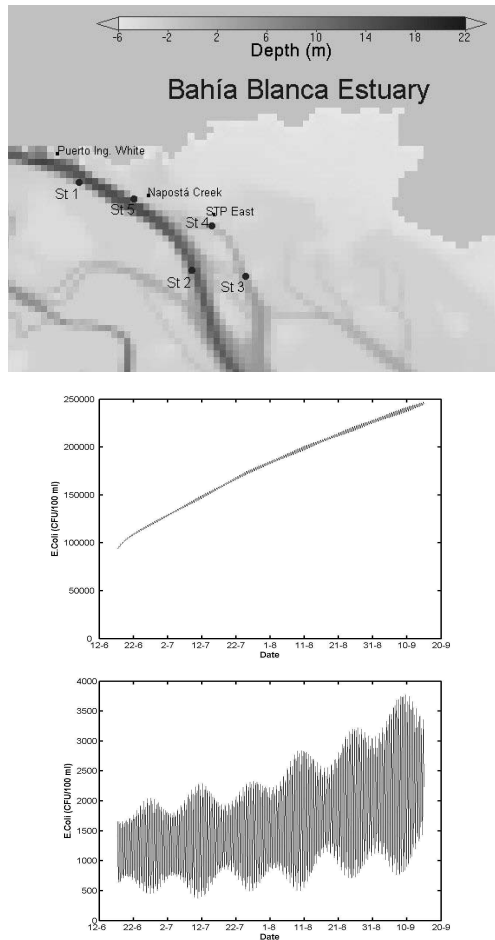 -6 -2 2 6 10 14 18 22
Depth (m)
Bahía Blanca Estuary
Puerto Ing. White
St 1
Napostá Creek
St 5
STP East
St 4
St 2
St 3
250000
200000
150000
100000
50000
0
E.Coli (CFU/100 ml)
12-6 22-6 2-7 12-7 22-7 1-8 11-8 21-8 31-8 10-9 20-9
Date
4000
3500
3000
2500
2000
1500
1000
500
0
E.Coli (CFU/100 ml)
12-6 22-6 2-7 12-7 22-7 1-8 11-8 21-8 31-8 10-9 20-9
Date